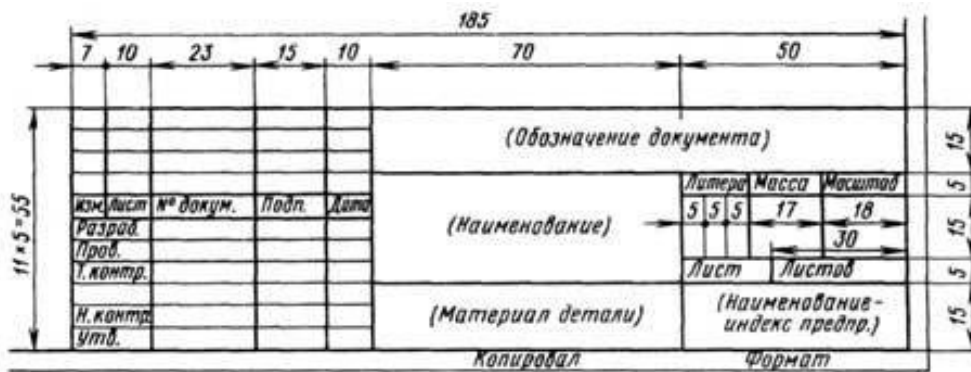 185
7 10 23 15 10 70 50
(Обозначение документа)
15
Литера Масса Масштаб
5
11×5=55
Изм. Лист № докум. Подп. Дата
(Наименование)
5 5 5 17 18
15
Разраб.
Пров.
30
Т. контр.
Лист Листов
5
(Материал детали)
(Наименование-
индекс предпр.)
15
Н. контр.
Утв.
Копировал Формат